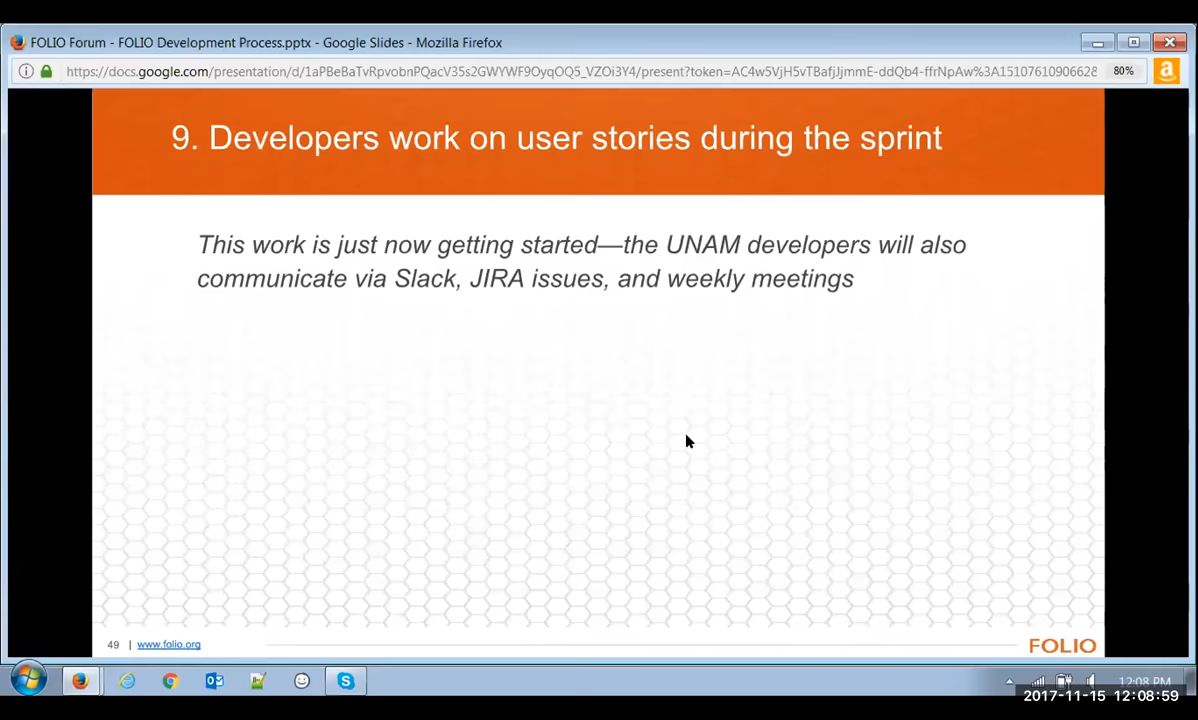 FOLIO Forum - FOLIO Development Process.pptx - Google Slides - Mozilla Firefox
https://docs.google.com/presentation/d/1aPBeBaTvRpvobnPQacV35s2GWYWF9OyqOQ5_VZOi3Y4/present?token=AC4w5VjH5vTBafjJjmmE-ddQb4-ffrNpAw%3A15107610906628 80%
9. Developers work on user stories during the sprint
This work is just now getting started—the UNAM developers will also
communicate via Slack, JIRA issues, and weekly meetings
49 | www.folio.org
FOLIO
12:08 PM
2017-11-15 12:08:59